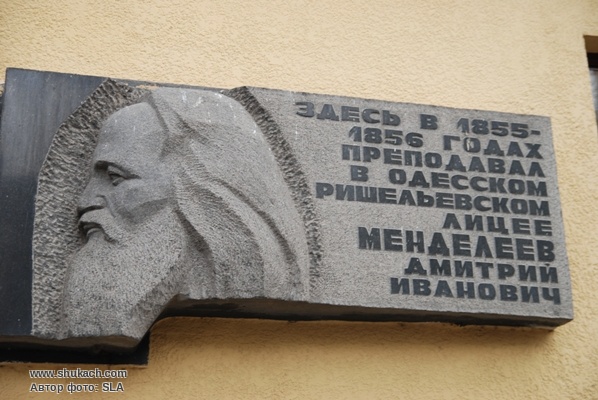 ЗДЕСЬ В 1855-
1856 ГОДАХ
ПРЕПОДАВАЛ
В ОДЕССКОМ
РИШЕЛЬЕВСКОМ
ЛИЦЕЕ
МЕНДЕЛЕЕВ
ДМИТРИЙ
ИВАНОВИЧ
www.shukach.com
Автор фото: SLA